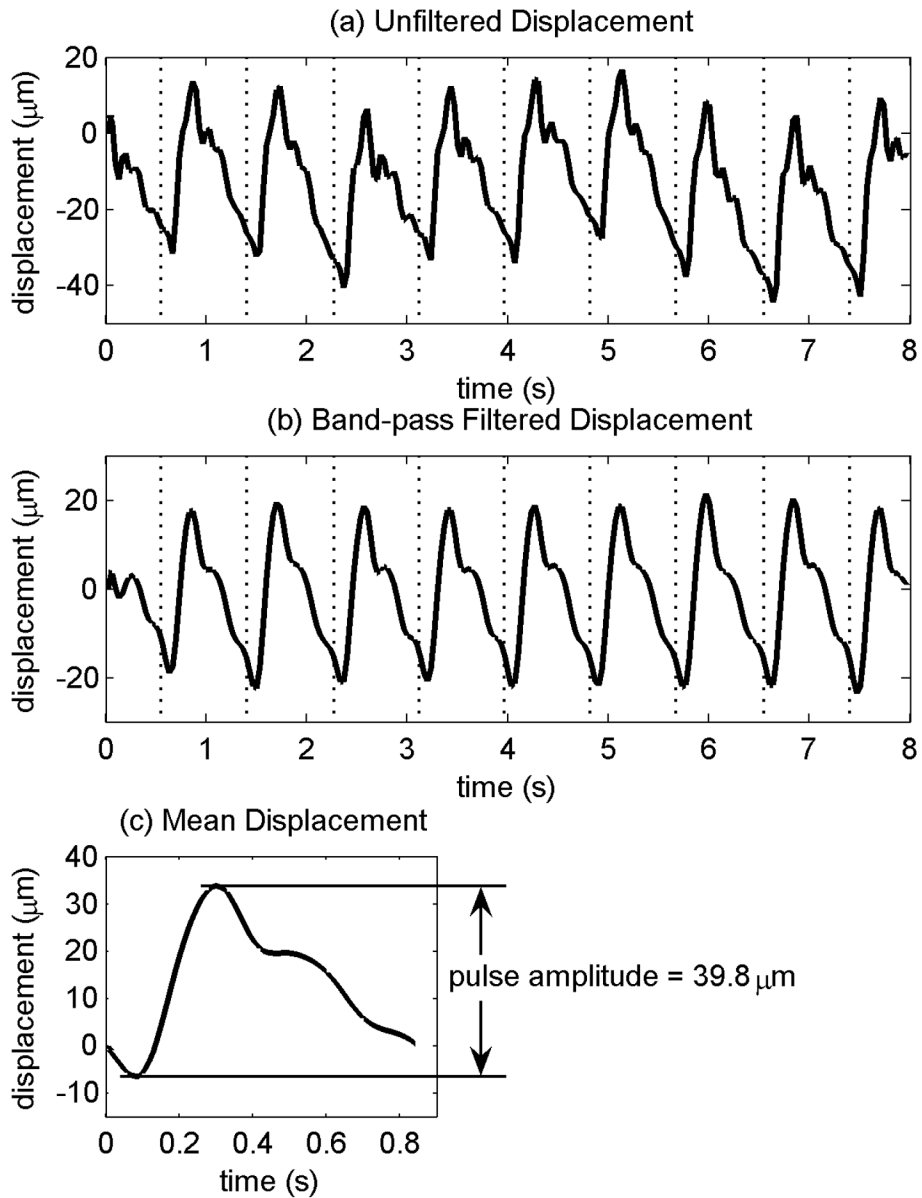 (a) Unfiltered Displacement
20
0
-20
-40
displacement (μm)
0 1 2 3 4 5 6 7 8
time (s)
(b) Band-pass Filtered Displacement
20
0
-20
displacement (μm)
0 1 2 3 4 5 6 7 8
time (s)
(c) Mean Displacement
40
30
20
10
0
-10
displacement (μm)
0 0.2 0.4 0.6 0.8
time (s)
pulse amplitude = 39.8 μm